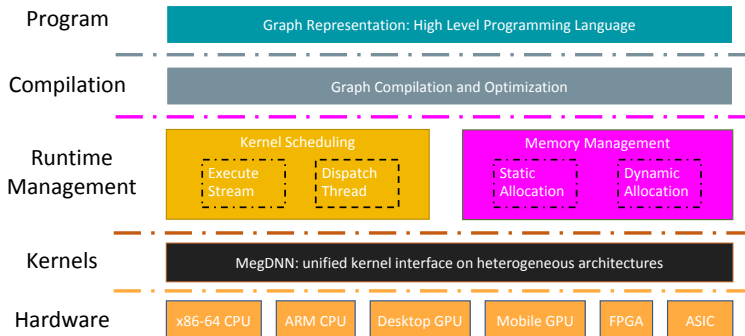 Program
Graph Representation: High Level Programming Language
Compilation
Graph Compilation and Optimization
Runtime
Management
Kernel Scheduling
Execute
Stream
Dispatch
Thread
Memory Management
Static
Allocation
Dynamic
Allocation
Kernels
MegDNN: unified kernel interface on heterogeneous architectures
Hardware
x86-64 CPU
ARM CPU
Desktop GPU
Mobile GPU
FPGA
ASIC